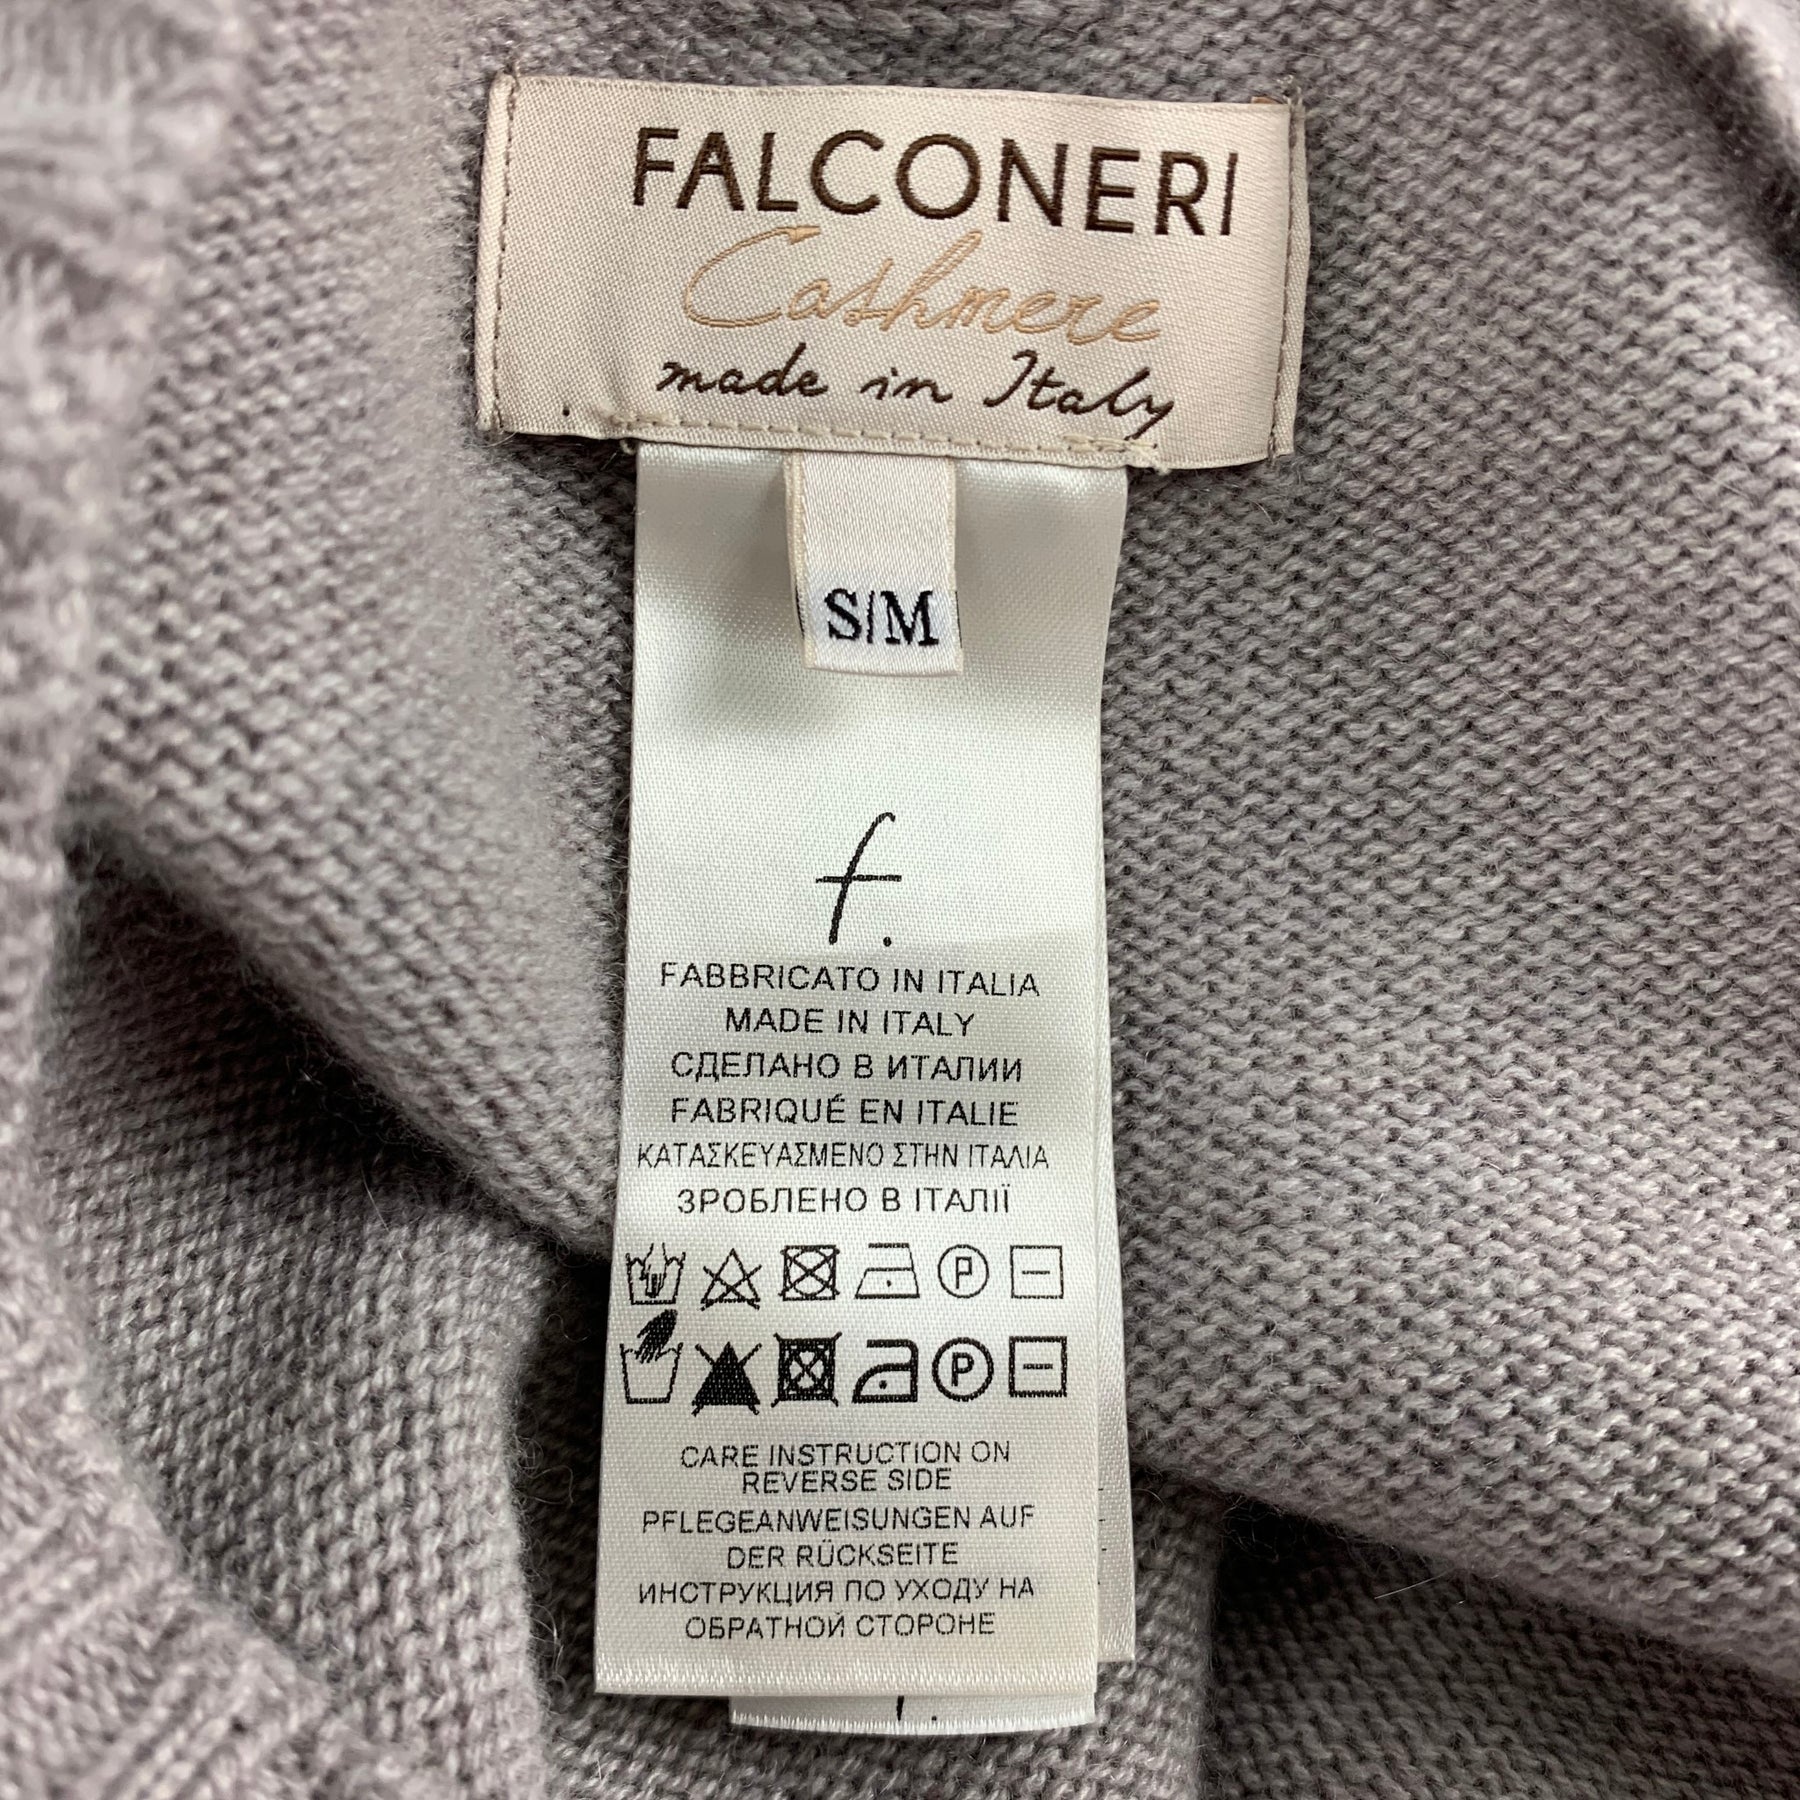 FALCONERI
Cashmere
made in Italy
S/M
f.
FABBRICATO IN ITALIA
MADE IN ITALY
СДЕЛАНО В ИТАЛИИ
FABRIQUÉ EN ITALIE
ΚΑΤΑΣΚΕΥΑΣΜΕΝΟ ΣΤΗΝ ΙΤΑΛΙΑ
ЗРОБЛЕНО В ІТАЛІЇ
P
P
CARE INSTRUCTION ON
REVERSE SIDE
PFLEGEANWEISUNGEN AUF
DER RÜCKSEITE
ИНСТРУКЦИЯ ПО УХОДУ НА
ОБРАТНОЙ СТОРОНЕ